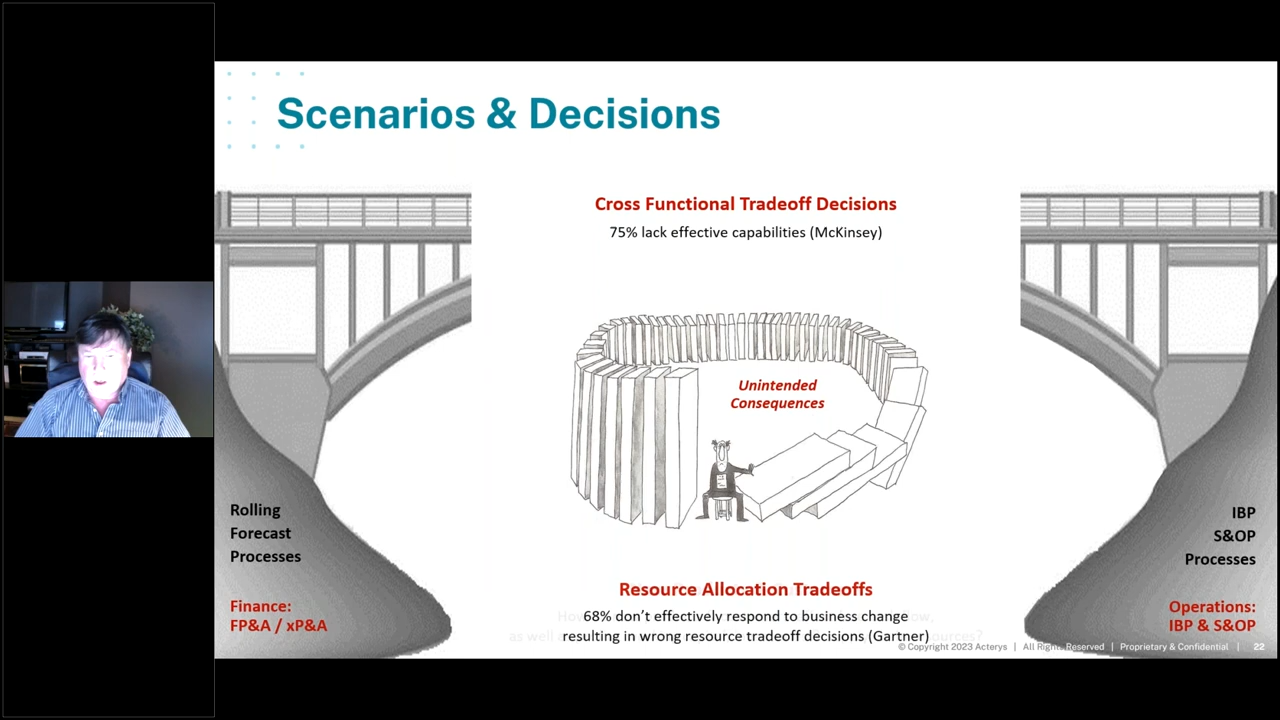 Scenarios & Decisions
Cross Functional Tradeoff Decisions
75% lack effective capabilities (McKinsey)
Unintended
Consequences
Rolling
Forecast
Processes
Finance:
FP&A / xP&A
IBP
S&OP
Processes
Operations:
IBP & S&OP
Resource Allocation Tradeoffs
68% don't effectively respond to business change
resulting in wrong resource tradeoff decisions (Gartner)
© Copyright 2023 Acterys | All Rights Reserved | Proprietary & Confidential | 22